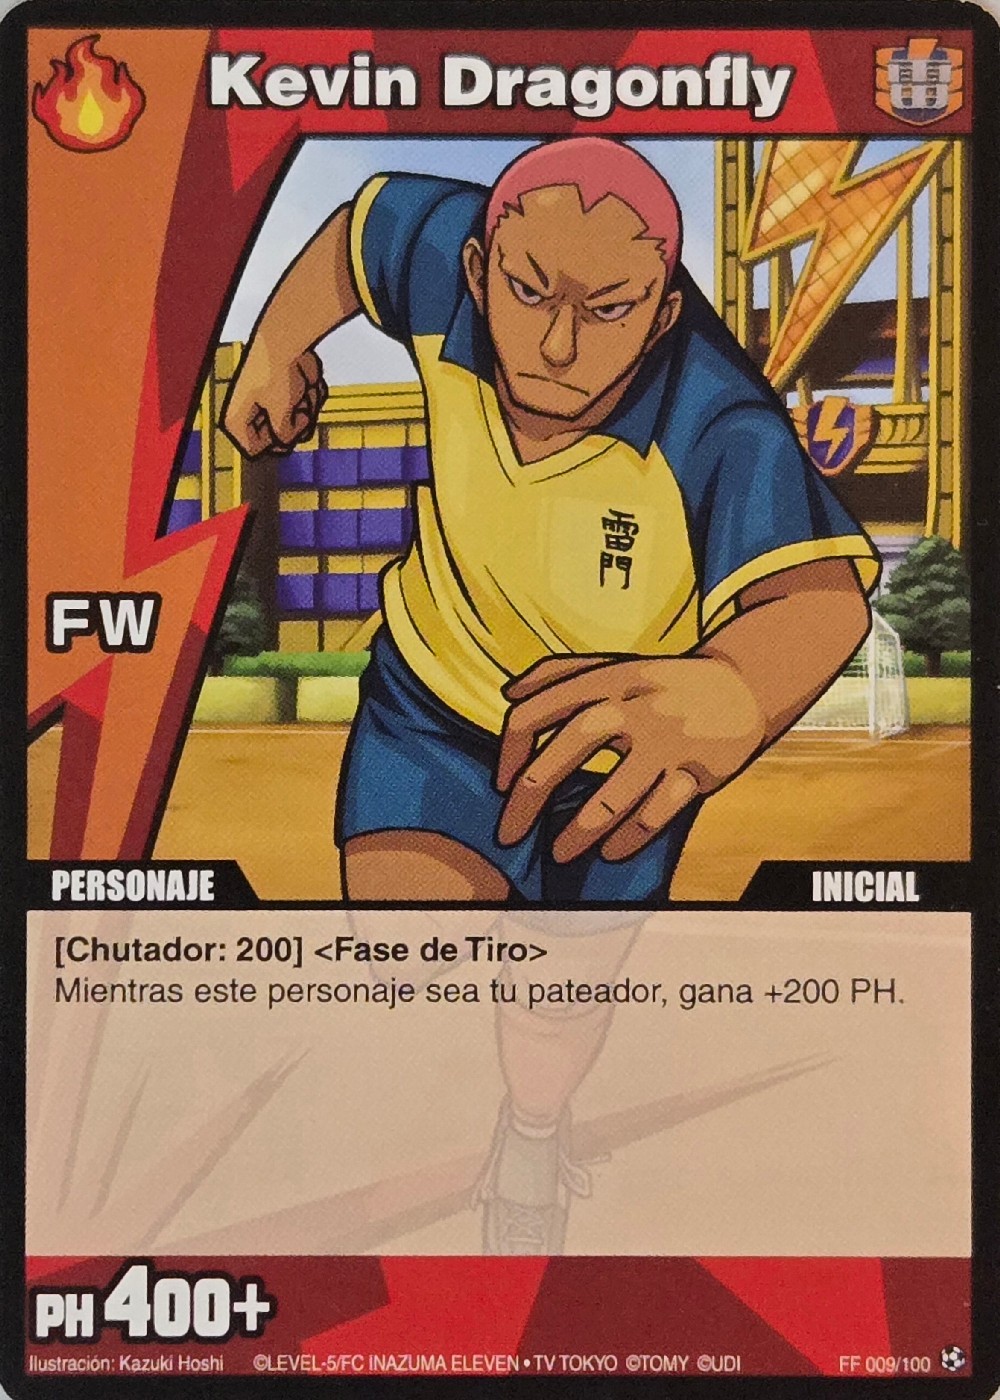 Kevin Dragonfly
雷門
FW
PERSONAJE
INICIAL
[Chutador: 200] <Fase de Tiro>
Mientras este personaje sea tu pateador, gana +200 PH.
PH 400+
Ilustración: Kazuki Hoshi ©LEVEL-5/FC INAZUMA ELEVEN • TV TOKYO ©TOMY ©UDI FF 009/100